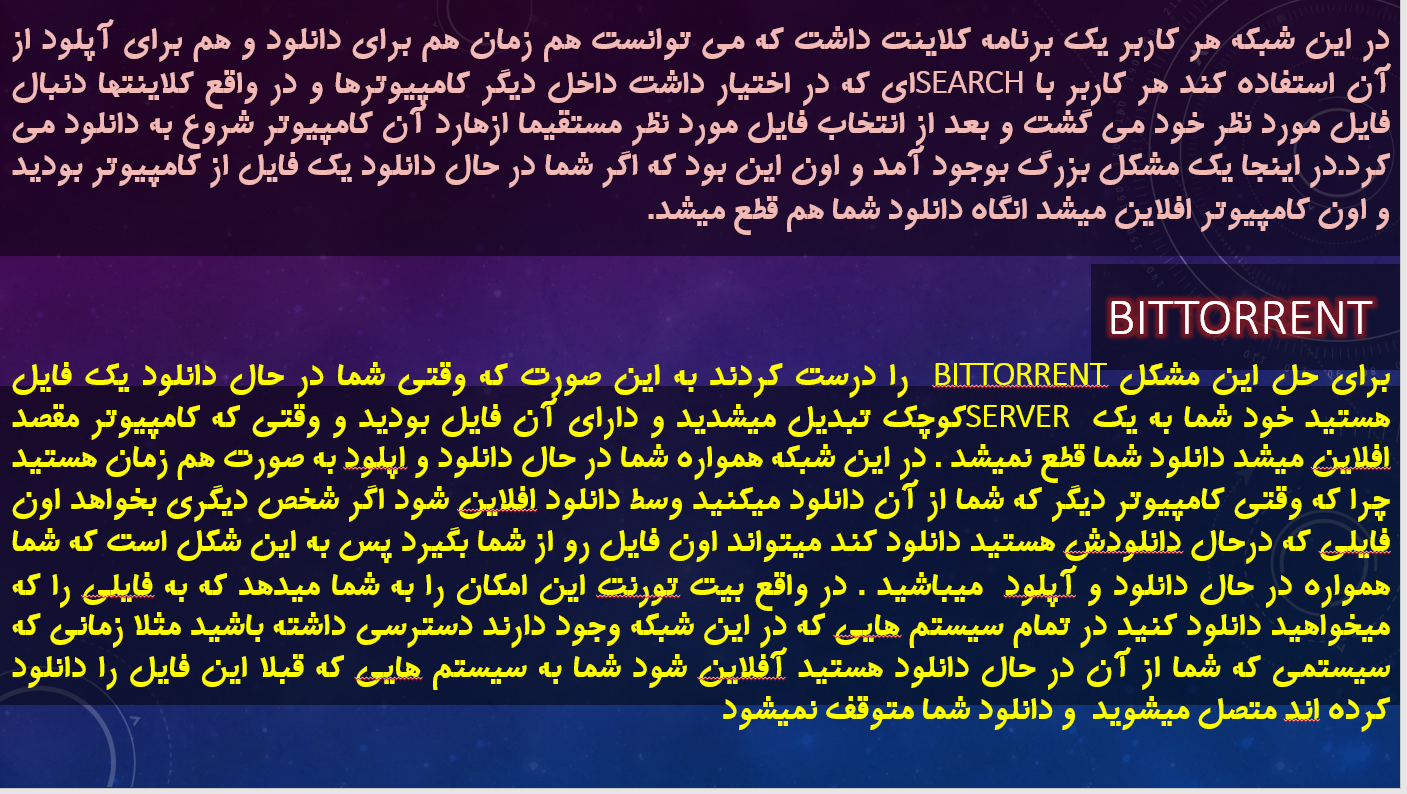 در این شبکه هر کاربر یک برنامه کلاینت داشت که می توانست هم زمان هم برای دانلود و هم برای آپلود از
آن استفاده کند هر کاربر با SEARCHای که در اختیار داشت داخل دیگر کامپیوترها و در واقع کلاینتها دنبال
فایل مورد نظر خود می گشت و بعد از انتخاب فایل مورد نظر مستقیما ازهارد آن کامپیوتر شروع به دانلود می
کرد.در اینجا یک مشکل بزرگ بوجود آمد و اون این بود که اگر شما در حال دانلود یک فایل از کامپیوتر بودید
و اون کامپیوتر افلاین میشد انگاه دانلود شما هم قطع میشد.
BITTORRENT
برای حل این مشکل BITTORRENT را درست کردند به این صورت که وقتی شما در حال دانلود یک فایل
هستید خود شما به یک SERVERکوچک تبدیل میشدید و دارای آن فایل بودید و وقتی که کامپیوتر مقصد
افلاین میشد دانلود شما قطع نمیشد . در این شبکه همواره شما در حال دانلود و اپلود به صورت هم زمان هستید
چرا که وقتی کامپیوتر دیگر که شما از آن دانلود میکنید وسط دانلود افلاین شود اگر شخص دیگری بخواهد اون
فایلی که درحال دانلودش هستید دانلود کند میتواند اون فایل رو از شما بگیرد پس به این شکل است که شما
همواره در حال دانلود و آپلود میباشید . در واقع بیت تورنت این امکان را به شما میدهد که به فایلی را که
میخواهید دانلود کنید در تمام سیستم هایی که در این شبکه وجود دارند دسترسی داشته باشید مثلا زمانی که
سیستمی که شما از آن در حال دانلود هستید آفلاین شود شما به سیستم هایی که قبلا این فایل را دانلود
کرده اند متصل میشوید و دانلود شما متوقف نمیشود